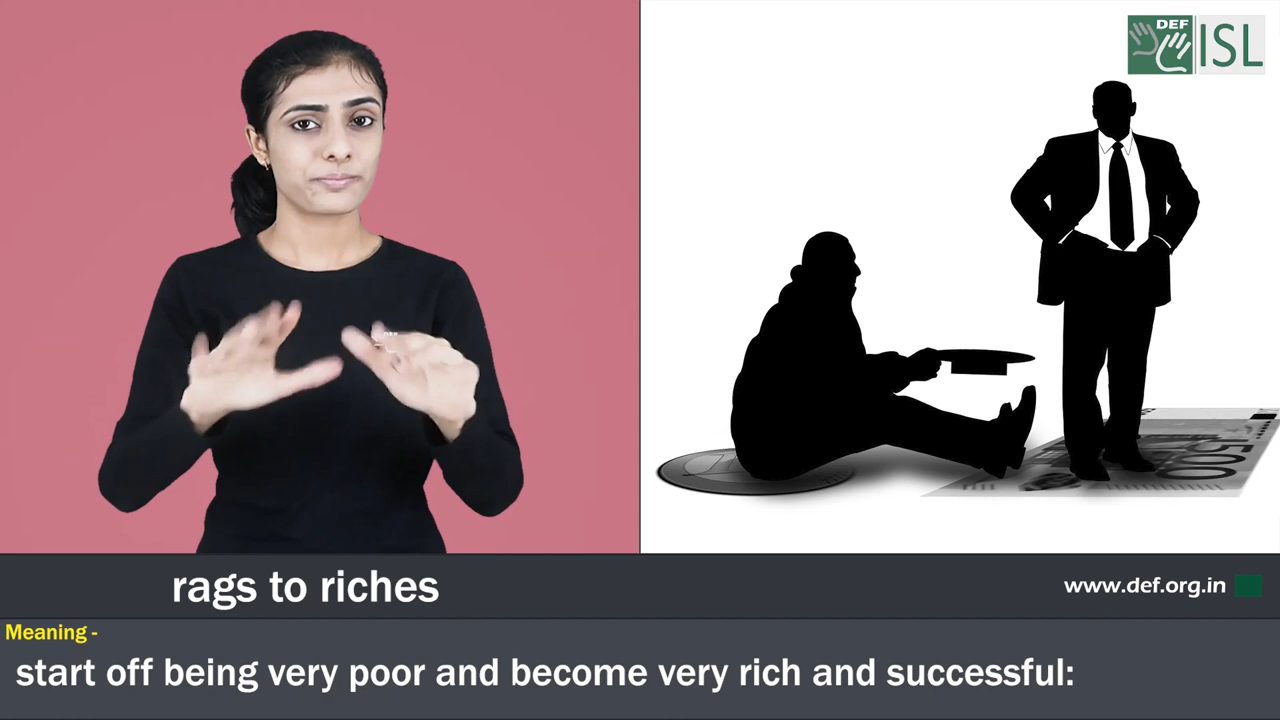 DEF
ISL
500
rags to riches
www.def.org.in
Meaning -
start off being very poor and become very rich and successful: